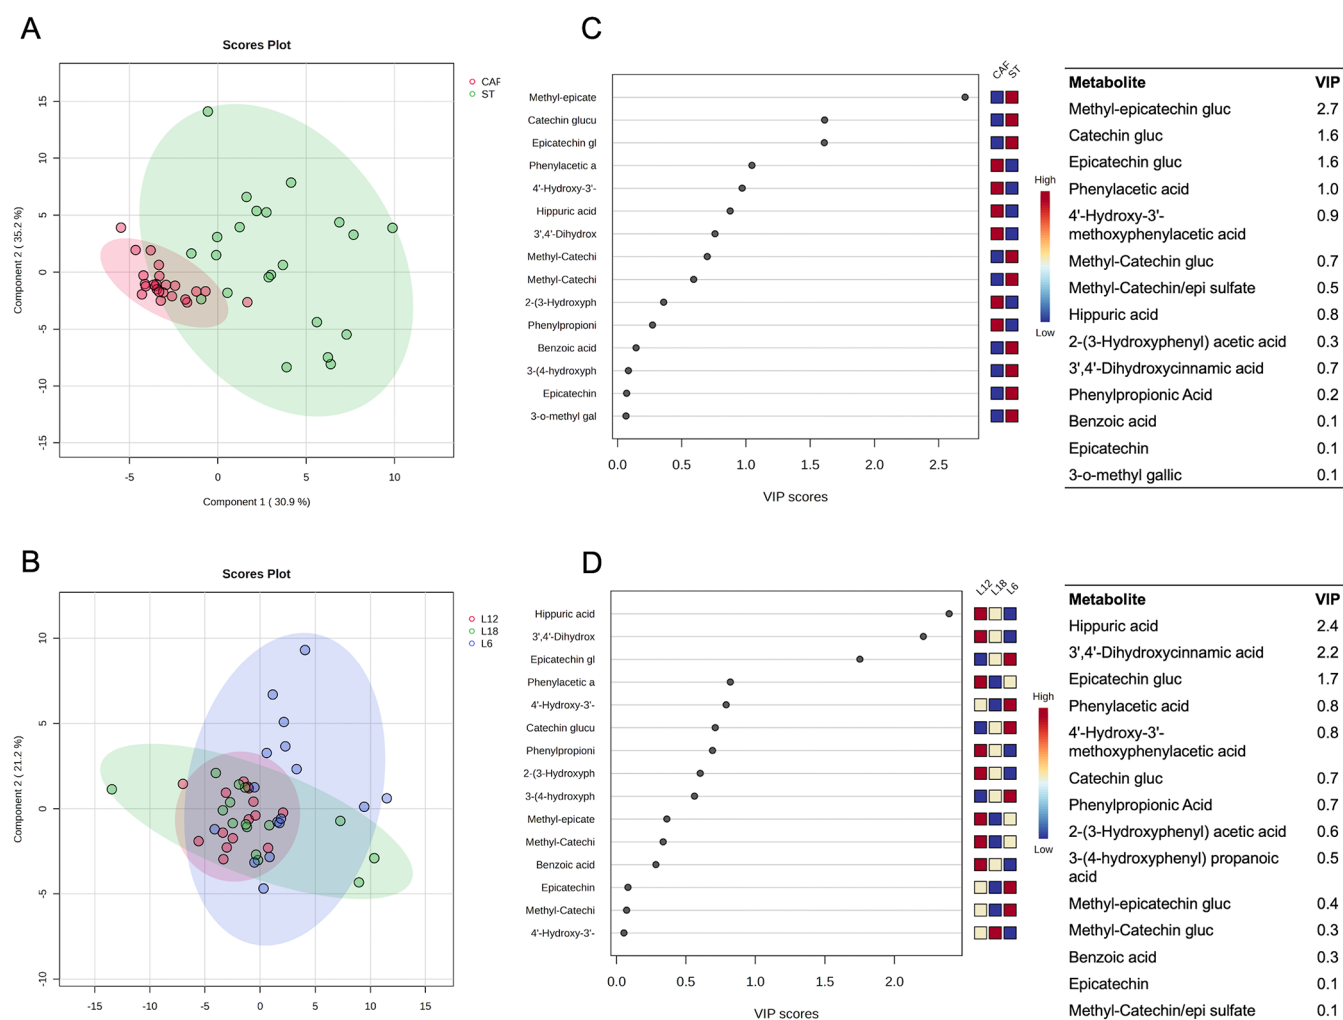 A
Scores Plot
CAF
ST
Component 2 ( 35.2 %)
15
10
5
0
-5
-10
-15
-5
0
5
10
Component 1 ( 30.9 %)
C
CAF
ST
Methyl-epicate
Catechin glucu
Epicatechin gl
Phenylacetic a
4'-Hydroxy-3'-
Hippuric acid
3',4'-Dihydrox
Methyl-Catechi
Methyl-Catechi
2-(3-Hydroxyph
Phenylpropioni
Benzoic acid
3-(4-hydroxyph
Epicatechin
3-o-methyl gal
0.0
0.5
1.0
1.5
2.0
2.5
VIP scores
High
Low
Metabolite VIP
Methyl-epicatechin gluc 2.7
Catechin gluc 1.6
Epicatechin gluc 1.6
Phenylacetic acid 1.0
4'-Hydroxy-3'- 0.9
methoxyphenylacetic acid
Methyl-Catechin gluc 0.7
Methyl-Catechin/epi sulfate 0.5
Hippuric acid 0.8
2-(3-Hydroxyphenyl) acetic acid 0.3
3',4'-Dihydroxycinnamic acid 0.7
Phenylpropionic Acid 0.2
Benzoic acid 0.1
Epicatechin 0.1
3-o-methyl gallic 0.1
B
Scores Plot
L12
L18
L6
Component 2 ( 21.2 %)
10
5
0
-5
-10
-15
-10
-5
0
5
10
15
D
L12
L18
L6
Hippuric acid
3',4'-Dihydrox
Epicatechin gl
Phenylacetic a
4'-Hydroxy-3'-
Catechin glucu
Phenylpropioni
2-(3-Hydroxyph
3-(4-hydroxyph
Methyl-epicate
Methyl-Catechi
Benzoic acid
Epicatechin
Methyl-Catechi
4'-Hydroxy-3'-
0.0
0.5
1.0
1.5
2.0
VIP scores
High
Low
Metabolite VIP
Hippuric acid 2.4
3',4'-Dihydroxycinnamic acid 2.2
Epicatechin gluc 1.7
Phenylacetic acid 0.8
4'-Hydroxy-3'- 0.8
methoxyphenylacetic acid
Catechin gluc 0.7
Phenylpropionic Acid 0.7
2-(3-Hydroxyphenyl) acetic acid 0.6
3-(4-hydroxyphenyl) propanoic 0.5
acid
Methyl-epicatechin gluc 0.4
Methyl-Catechin gluc 0.3
Benzoic acid 0.3
Epicatechin 0.1
Methyl-Catechin/epi sulfate 0.1